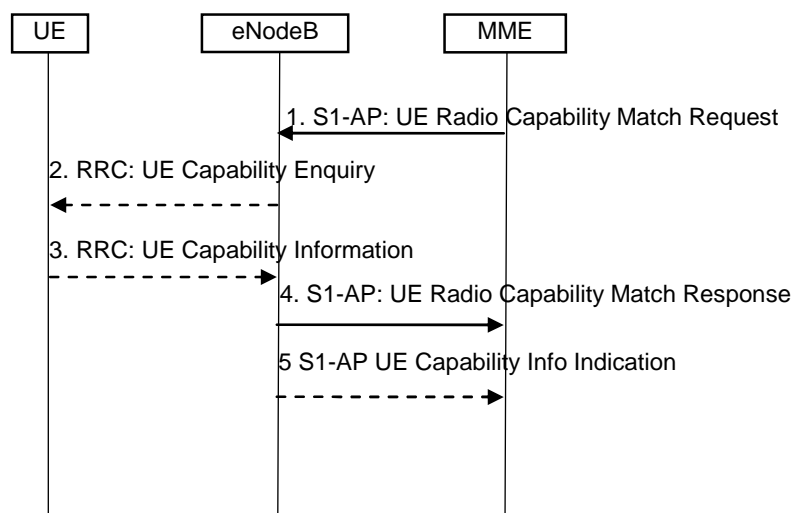 UE eNodeB MME
1. S1-AP: UE Radio Capability Match Request
2. RRC: UE Capability Enquiry
3. RRC: UE Capability Information
4. S1-AP: UE Radio Capability Match Response
5 S1-AP UE Capability Info Indication